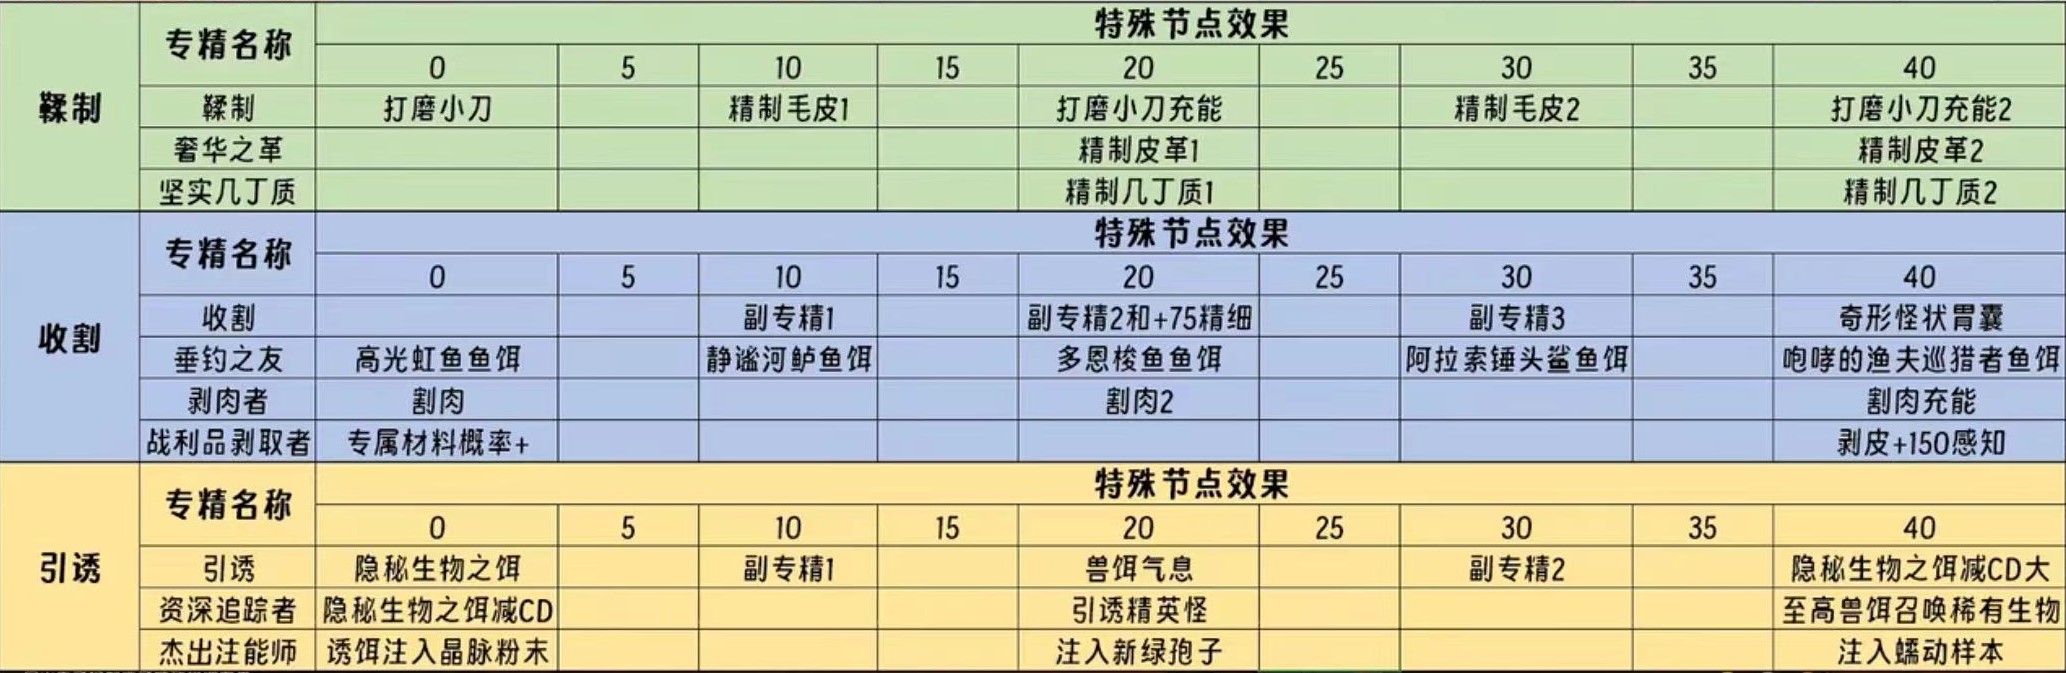 特殊节点效果
专精名称
0 5 10 15 20 25 30 35 40
鞣制
鞣制 打磨小刀 精制毛皮1 打磨小刀充能 精制毛皮2 打磨小刀充能2
奢华之革 精制皮革1 精制皮革2
坚实几丁质 精制几丁质1 精制几丁质2
特殊节点效果
专精名称
0 5 10 15 20 25 30 35 40
收割
收割 副专精1 副专精2和+75精细 副专精3 奇形怪状胃囊
垂钓之友 高光虹鱼鱼饵 静谧河鲈鱼饵 多恩梭鱼鱼饵 阿拉索锤头鲨鱼饵 咆哮的渔夫巡猎者鱼饵
剥肉者 割肉 割肉2 割肉充能
战利品剥取者 专属材料概率+ 剥皮+150感知
特殊节点效果
专精名称
0 5 10 15 20 25 30 35 40
引诱
引诱 隐秘生物之饵 副专精1 兽饵气息 副专精2 隐秘生物之饵减CD大
资深追踪者 隐秘生物之饵减CD 引诱精英怪 至高兽饵召唤稀有生物
杰出注能师 诱饵注入晶脉粉末 注入新绿孢子 注入蠕动样本